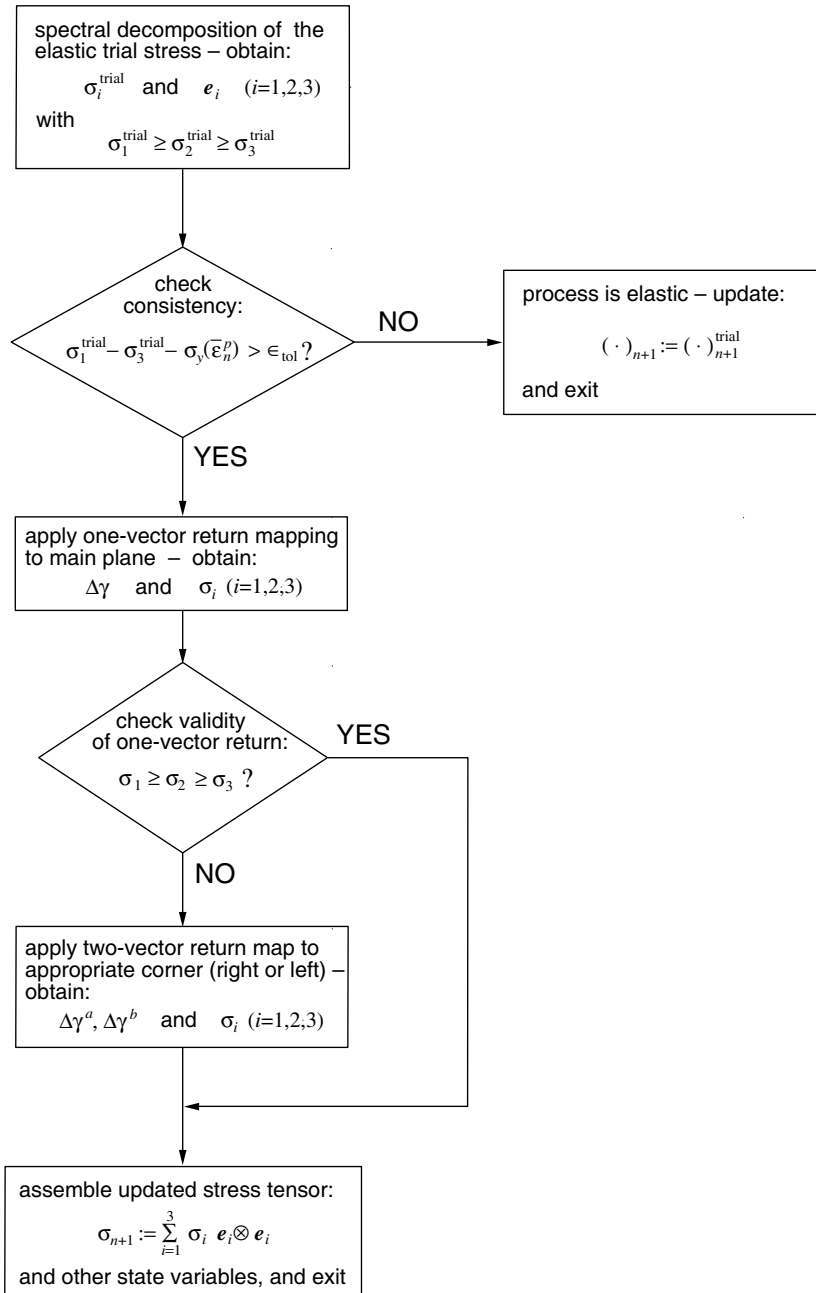 spectral decomposition of the
elastic trial stress – obtain:
σ_i^trial and e_i (i=1,2,3)
with
σ_1^trial ≥ σ_2^trial ≥ σ_3^trial
check
consistency:
σ_1^trial – σ_3^trial – σ_y(ε̄_n^p) > ∈_tol ?
NO
process is elastic – update:
( · )_n+1 := ( · )_n+1^trial
and exit
YES
apply one-vector return mapping
to main plane – obtain:
Δγ and σ_i (i=1,2,3)
check validity
of one-vector return:
σ_1 ≥ σ_2 ≥ σ_3 ?
YES
NO
apply two-vector return map to
appropriate corner (right or left) –
obtain:
Δγ^a, Δγ^b and σ_i (i=1,2,3)
assemble updated stress tensor:
σ_n+1 := ∑_i=1^3 σ_i e_i ⊗ e_i
and other state variables, and exit